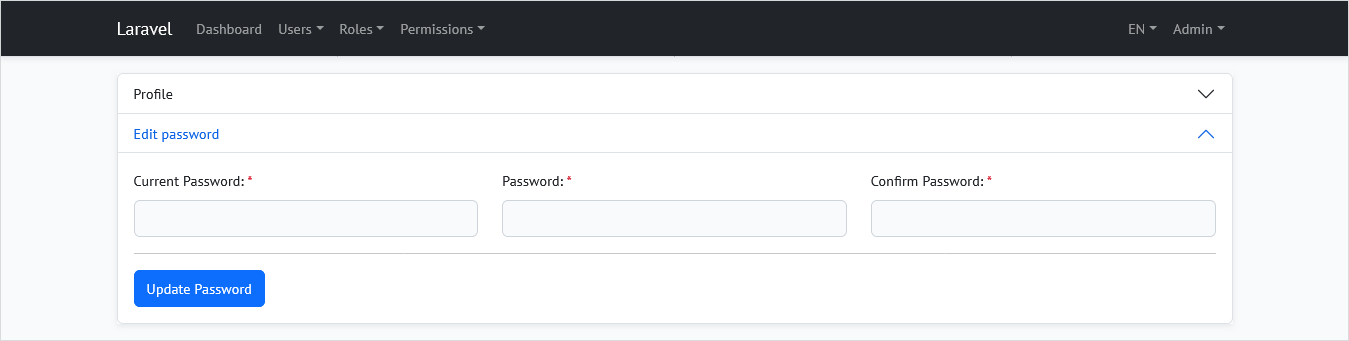 Laravel Dashboard Users Roles Permissions EN Admin
Profile
Edit password
Current Password: * Password: * Confirm Password: *
Update Password